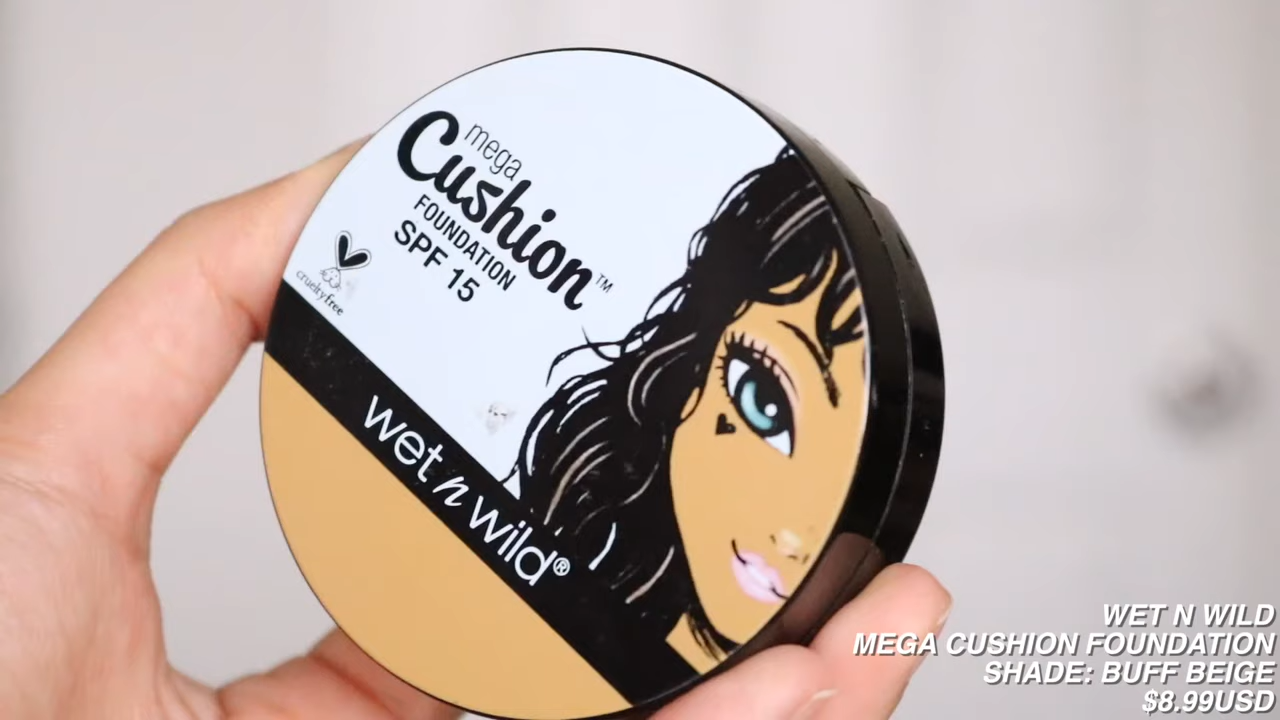 mega
Cushion™
FOUNDATION
SPF 15
crueltyfree
wet n wild®
WET N WILD
MEGA CUSHION FOUNDATION
SHADE: BUFF BEIGE
$8.99USD